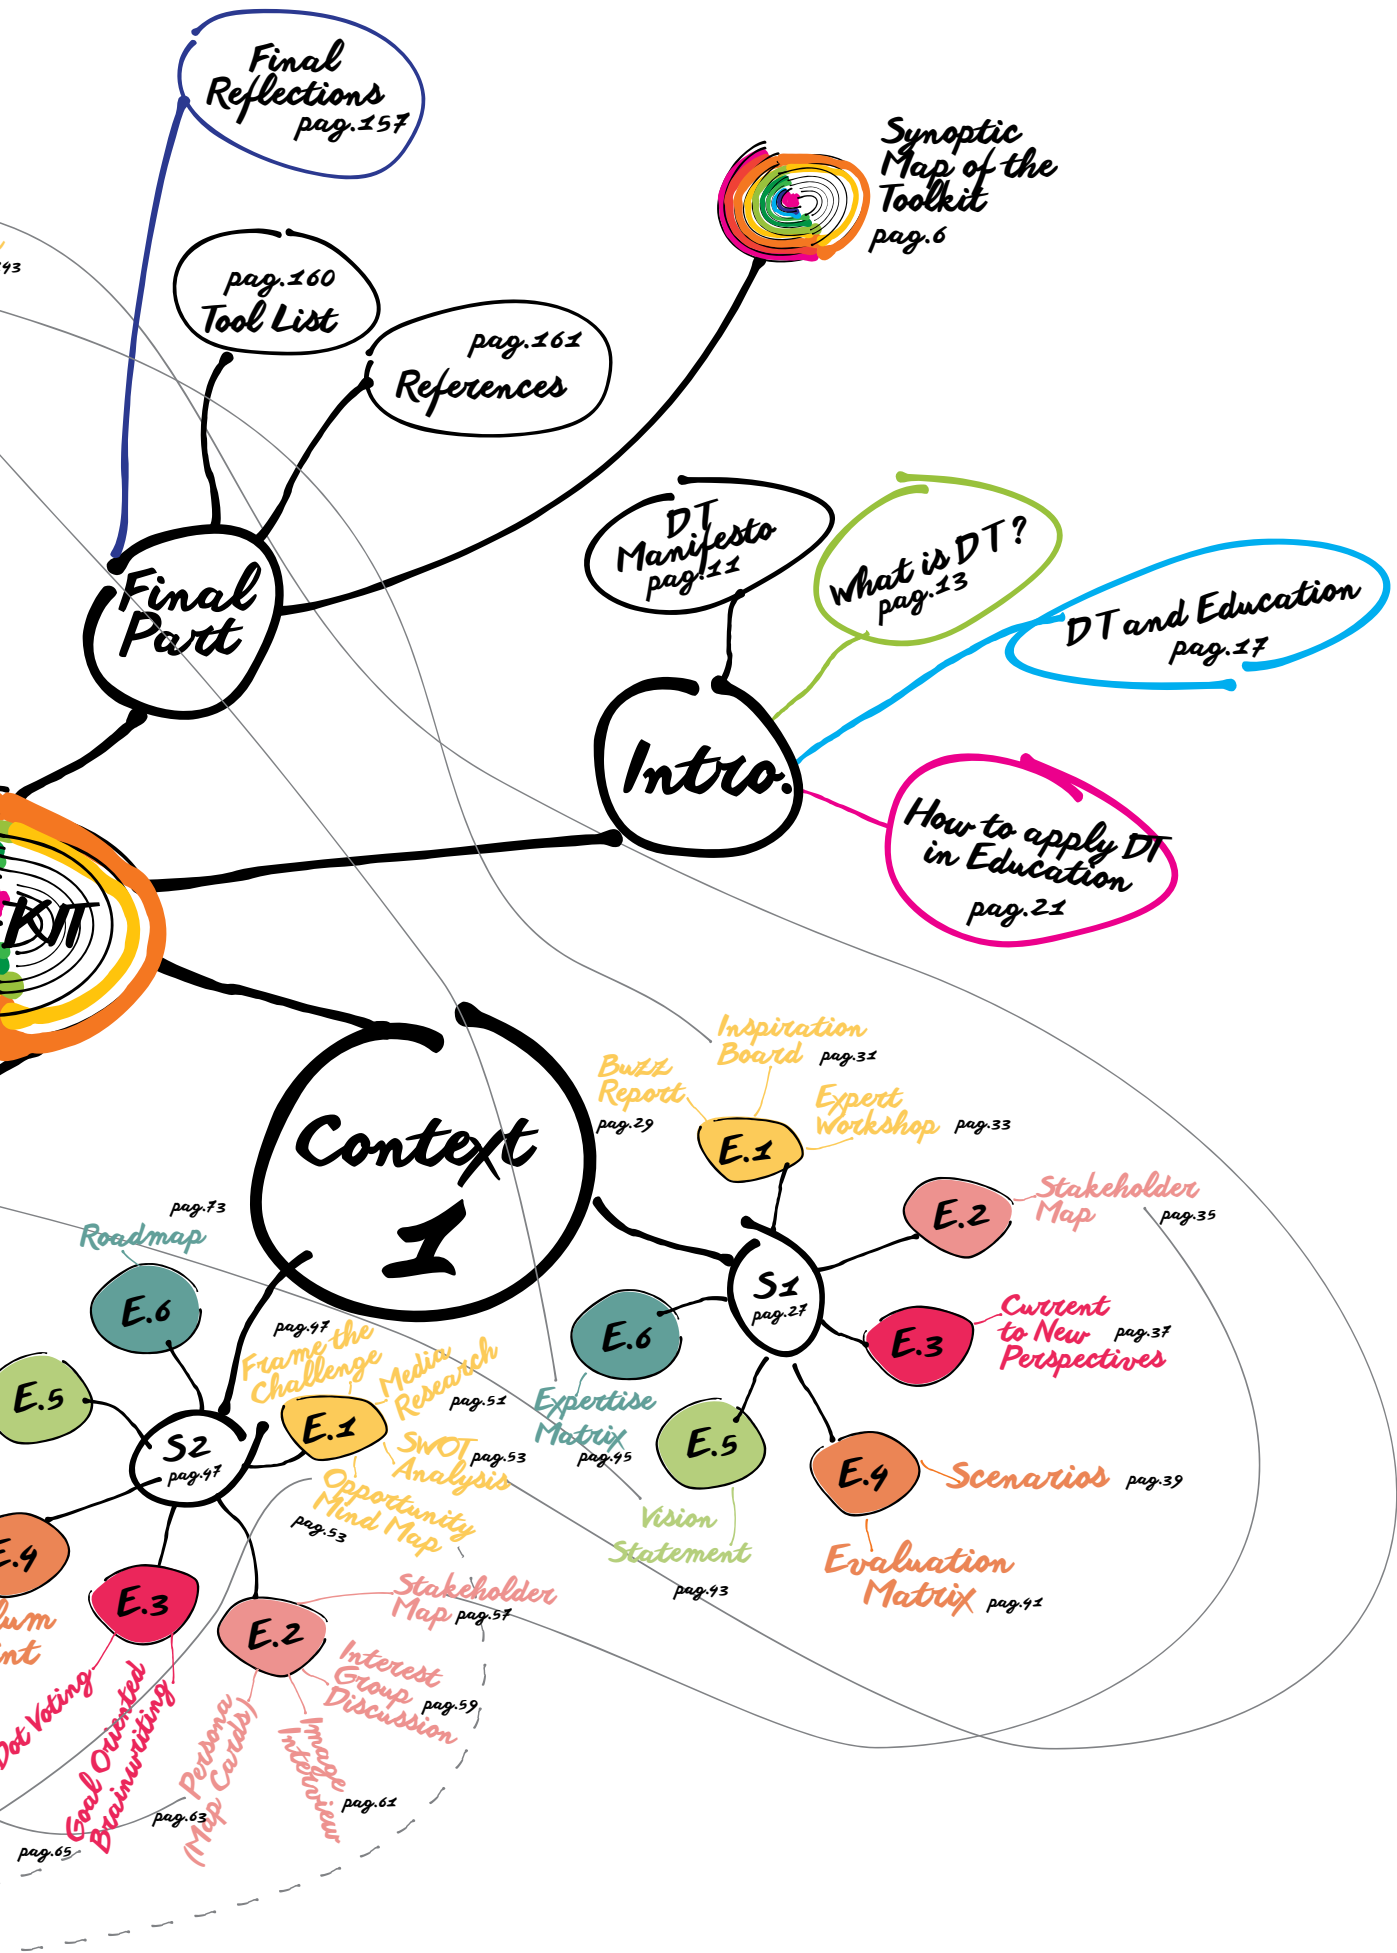 Final
Reflections
pag.157
Synoptic
Map of the
Toolkit
pag.6
43
pag.160
Tool List
pag.161
References
DT
Manifesto
pag.11
What is DT?
pag.13
DT and Education
pag.17
Final
Part
Intro.
How to apply DT
in Education
pag.21
KIT
Context
1
Inspiration
Board pag.31
Buzz
Report
pag.29
Expert
Workshop pag.33
E.1
E.2
Stakeholder
Map pag.35
S1
pag.27
E.3
Current
to New pag.37
Perspectives
E.6
Expertise
Matrix
pag.45
E.5
Vision
Statement
pag.43
E.4
Scenarios pag.39
Evaluation
Matrix pag.41
pag.73
Roadmap
E.6
E.5
S2
pag.47
pag.47
Frame the
Challenge
Media
Research
pag.51
E.1
SWOT pag.53
Analysis
Opportunity
Mind Map
pag.53
E.4
lum
nt
E.3
Dot Voting
Goal Oriented
Brainwriting
pag.65
E.2
Stakeholder
Map pag.57
Interest
Group
Discussion
pag.59
Image
Interview
pag.61
Persona
(Map Cards)
pag.63